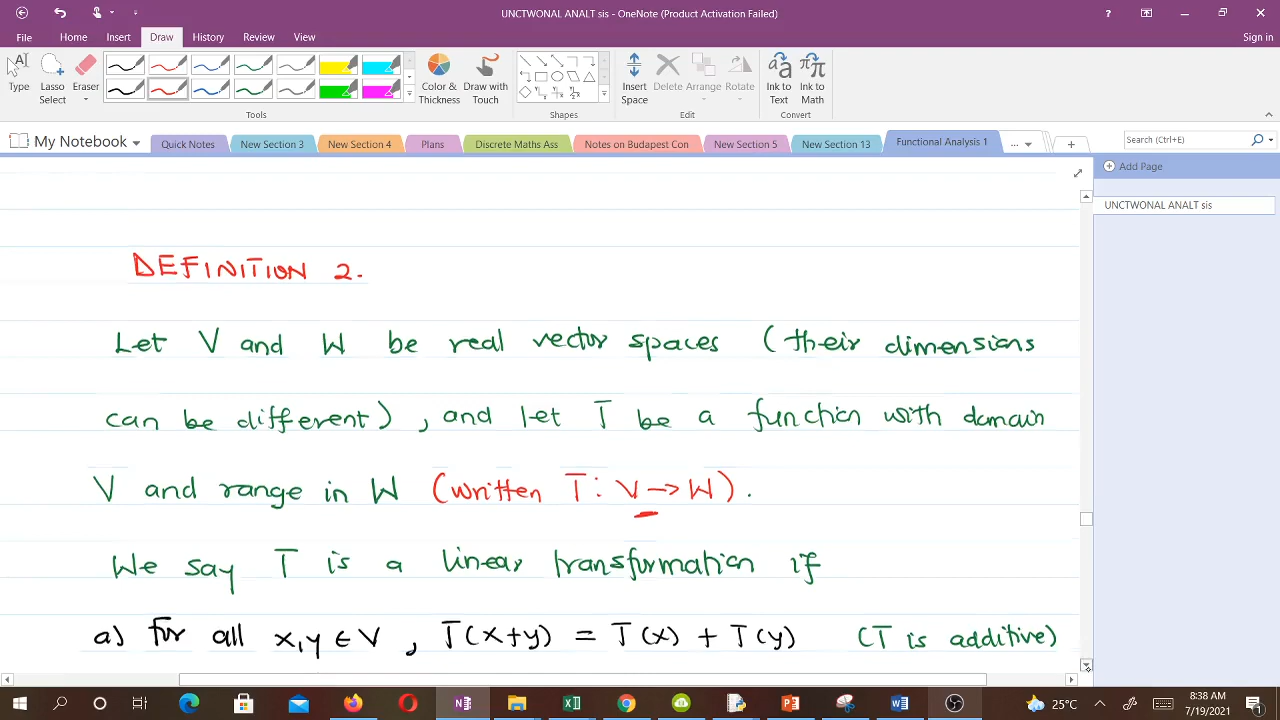 UNCTWONAL ANALT sis - OneNote (Product Activation Failed)
File Home Insert Draw History Review View Sign in
Type Lasso Select Eraser Color & Thickness Draw with Touch Insert Space Delete Arrange Rotate Ink to Text Ink to Math
Tools Shapes Edit Convert
My Notebook Quick Notes New Section 3 New Section 4 Plans Discrete Maths Ass Notes on Budapest Con New Section 5 New Section 13 Functional Analysis 1 ... Search (Ctrl+E)
Add Page
UNCTWONAL ANALT sis
DEFINITION 2.
Let V and W be real vector spaces (their dimensions
can be different), and let T be a function with domain
V and range in W (written T: V → W).
We say T is a linear transformation if
a) for all x,y ∈ V, T(x+y) = T(x) + T(y) (T is additive)
25°C 8:38 AM
7/19/2021